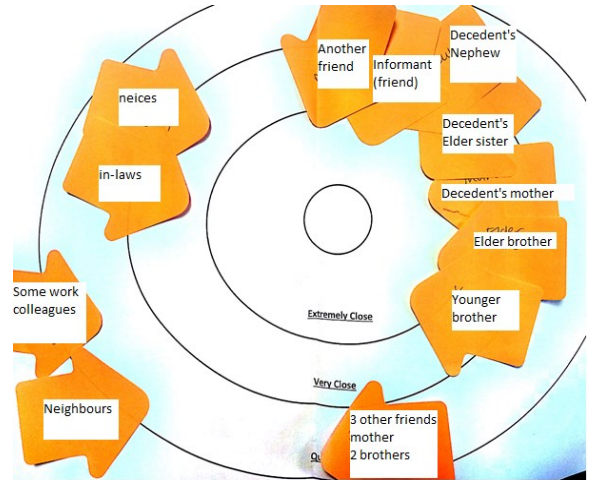 Another
friend
Informant
(friend)
Decedent's
Nephew
neices
Decedent's
Elder sister
in-laws
Decedent's mother
Elder brother
Some work
colleagues
Younger
brother
Extremely Close
Very Close
Neighbours
3 other friends
mother
2 brothers